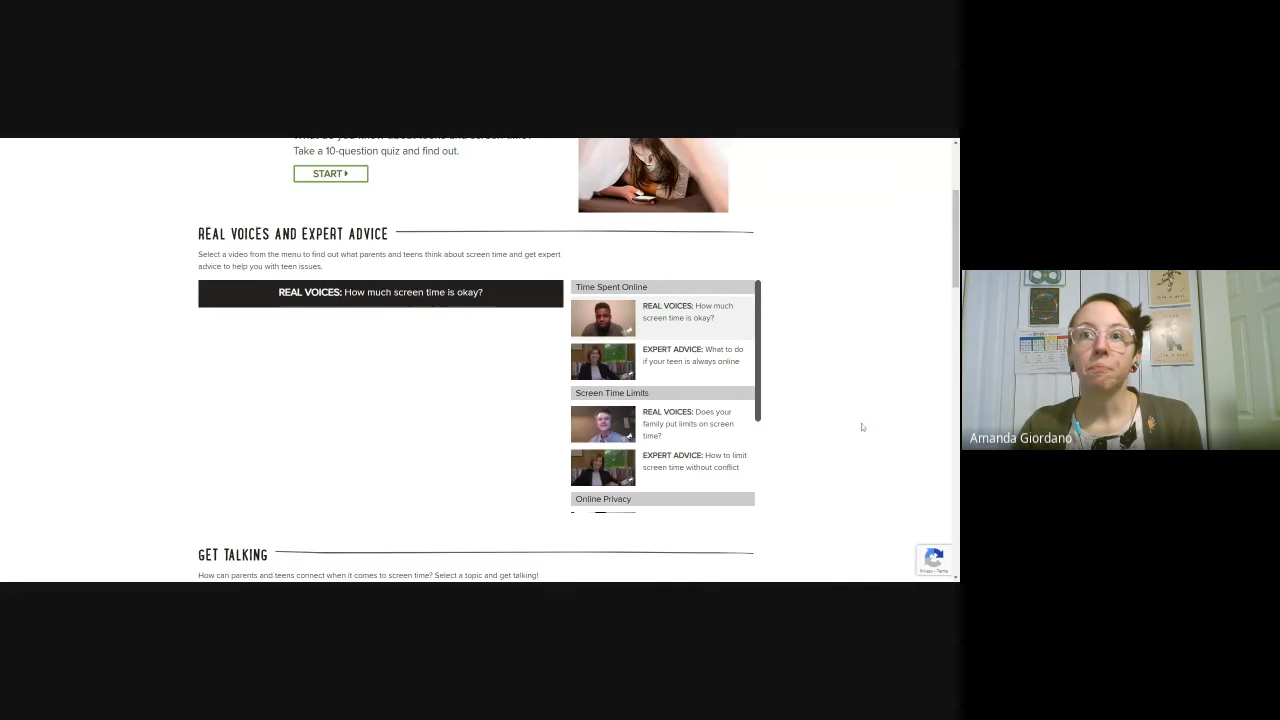 Take a 10-question quiz and find out.
START
REAL VOICES AND EXPERT ADVICE
Select a video from the menu to find out what parents and teens think about screen time and get expert
advice to help you with teen issues.
REAL VOICES: How much screen time is okay?
Time Spent Online
REAL VOICES: How much
screen time is okay?
EXPERT ADVICE: What to do
if your teen is always online
Screen Time Limits
REAL VOICES: Does your
family put limits on screen
time?
EXPERT ADVICE: How to limit
screen time without conflict
Online Privacy
GET TALKING
How can parents and teens connect when it comes to screen time? Select a topic and get talking!
Privacy - Terms
Amanda Giordano